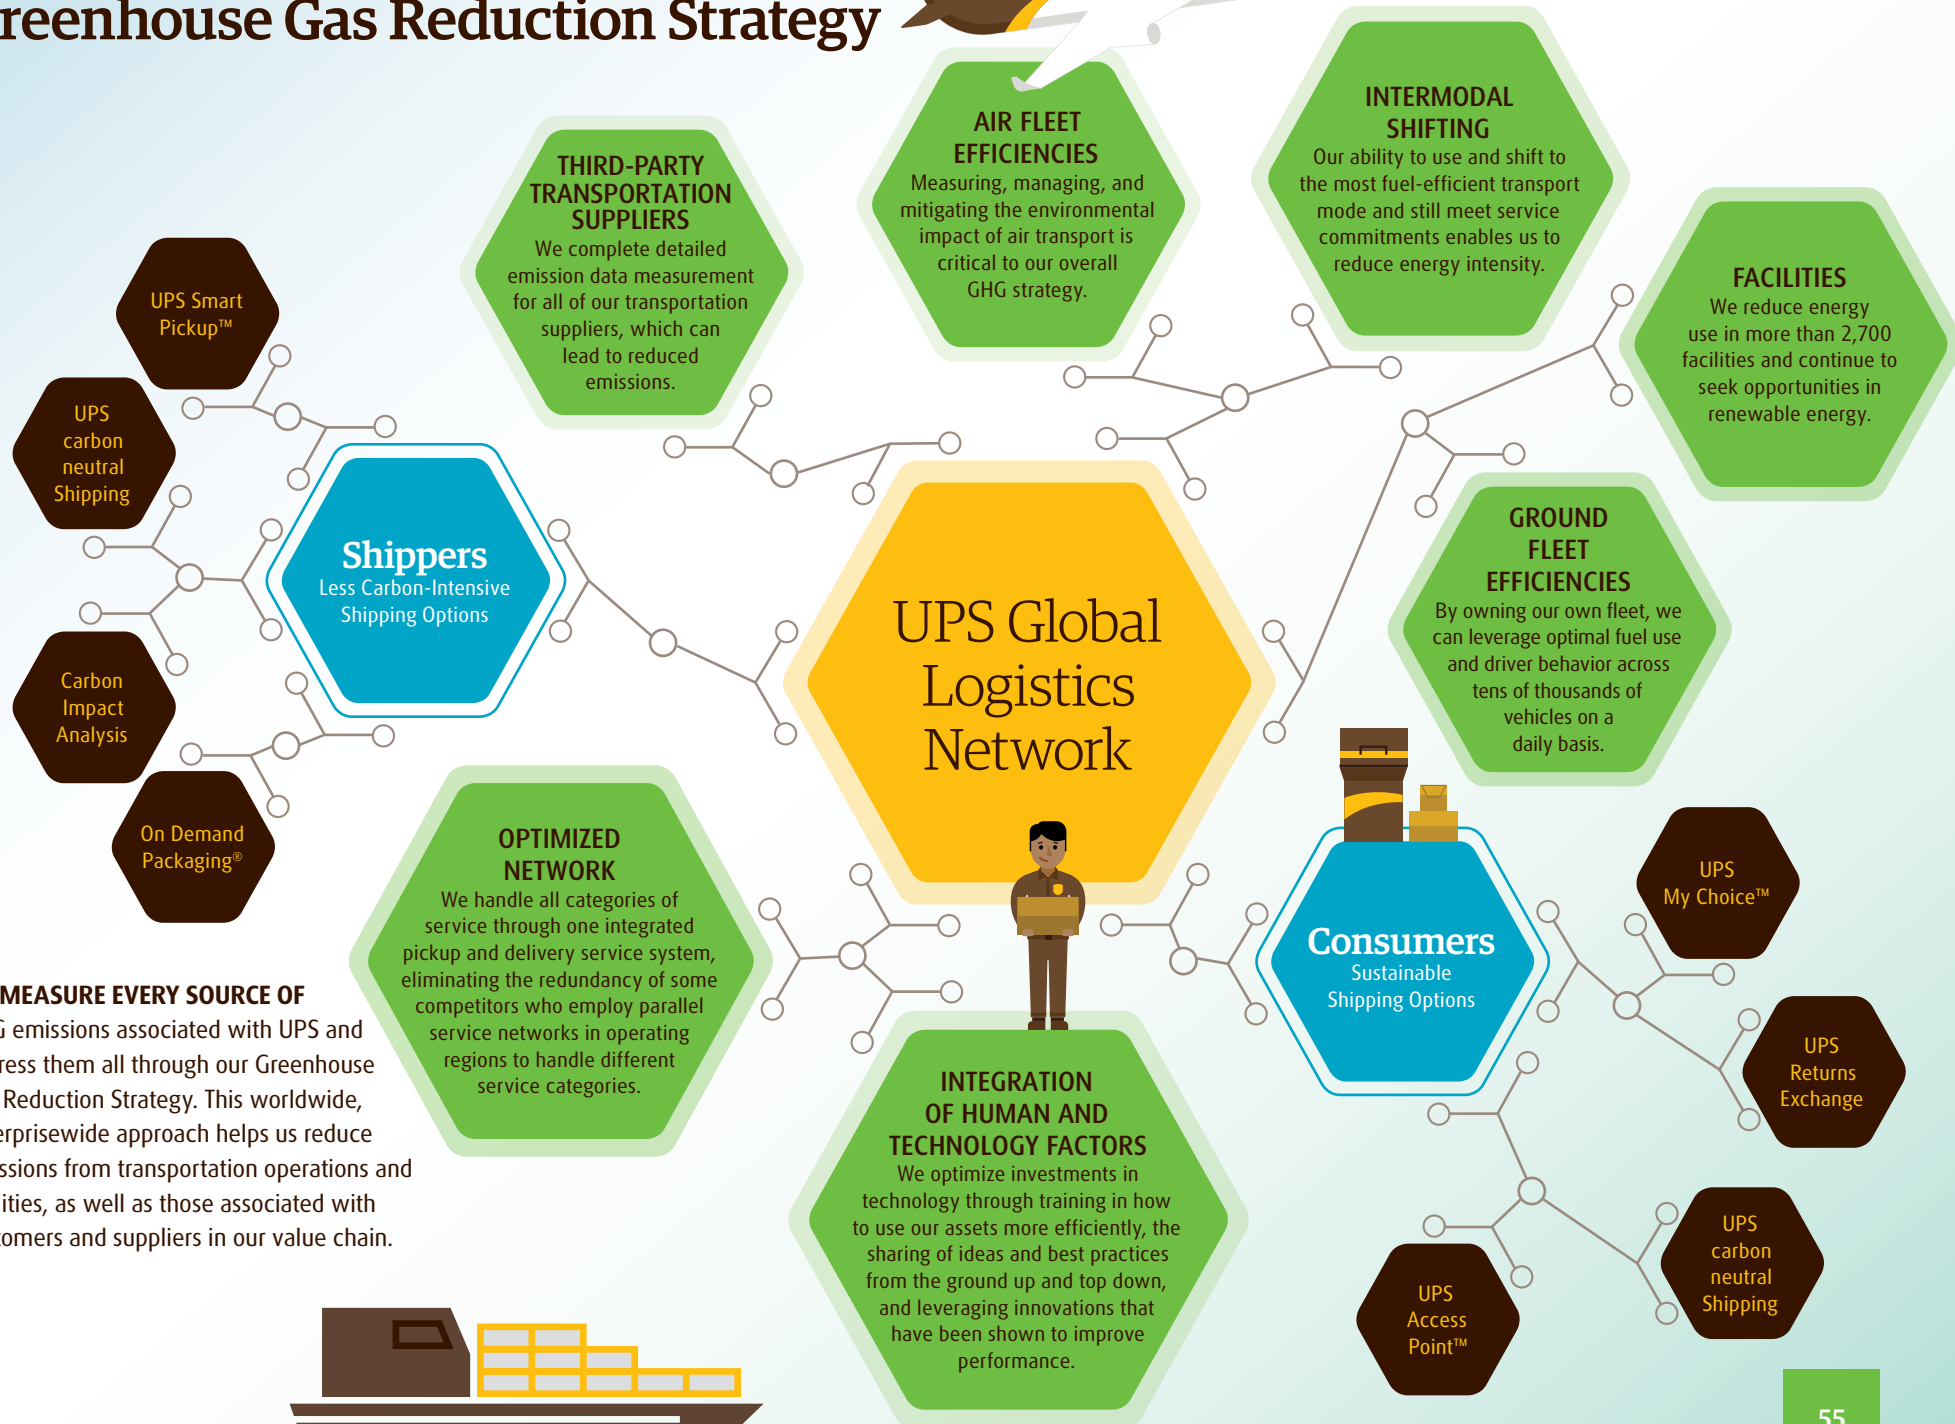 reenhouse Gas Reduction Strategy
THIRD-PARTY
TRANSPORTATION
SUPPLIERS
We complete detailed
emission data measurement
for all of our transportation
suppliers, which can
lead to reduced
emissions.
AIR FLEET
EFFICIENCIES
Measuring, managing, and
mitigating the environmental
impact of air transport is
critical to our overall
GHG strategy.
INTERMODAL
SHIFTING
Our ability to use and shift to
the most fuel-efficient transport
mode and still meet service
commitments enables us to
reduce energy intensity.
FACILITIES
We reduce energy
use in more than 2,700
facilities and continue to
seek opportunities in
renewable energy.
UPS Smart
Pickup™
UPS
carbon
neutral
Shipping
Shippers
Less Carbon-Intensive
Shipping Options
Carbon
Impact
Analysis
On Demand
Packaging®
UPS Global
Logistics
Network
GROUND
FLEET
EFFICIENCIES
By owning our own fleet, we
can leverage optimal fuel use
and driver behavior across
tens of thousands of
vehicles on a
daily basis.
OPTIMIZED
NETWORK
We handle all categories of
service through one integrated
pickup and delivery service system,
eliminating the redundancy of some
competitors who employ parallel
service networks in operating
regions to handle different
service categories.
Consumers
Sustainable
Shipping Options
UPS
My Choice™
UPS
Returns
Exchange
UPS
carbon
neutral
Shipping
UPS
Access
Point™
INTEGRATION
OF HUMAN AND
TECHNOLOGY FACTORS
We optimize investments in
technology through training in how
to use our assets more efficiently, the
sharing of ideas and best practices
from the ground up and top down,
and leveraging innovations that
have been shown to improve
performance.
MEASURE EVERY SOURCE OF
G emissions associated with UPS and
ress them all through our Greenhouse
Reduction Strategy. This worldwide,
erprisewide approach helps us reduce
ssions from transportation operations and
ities, as well as those associated with
tomers and suppliers in our value chain.
55